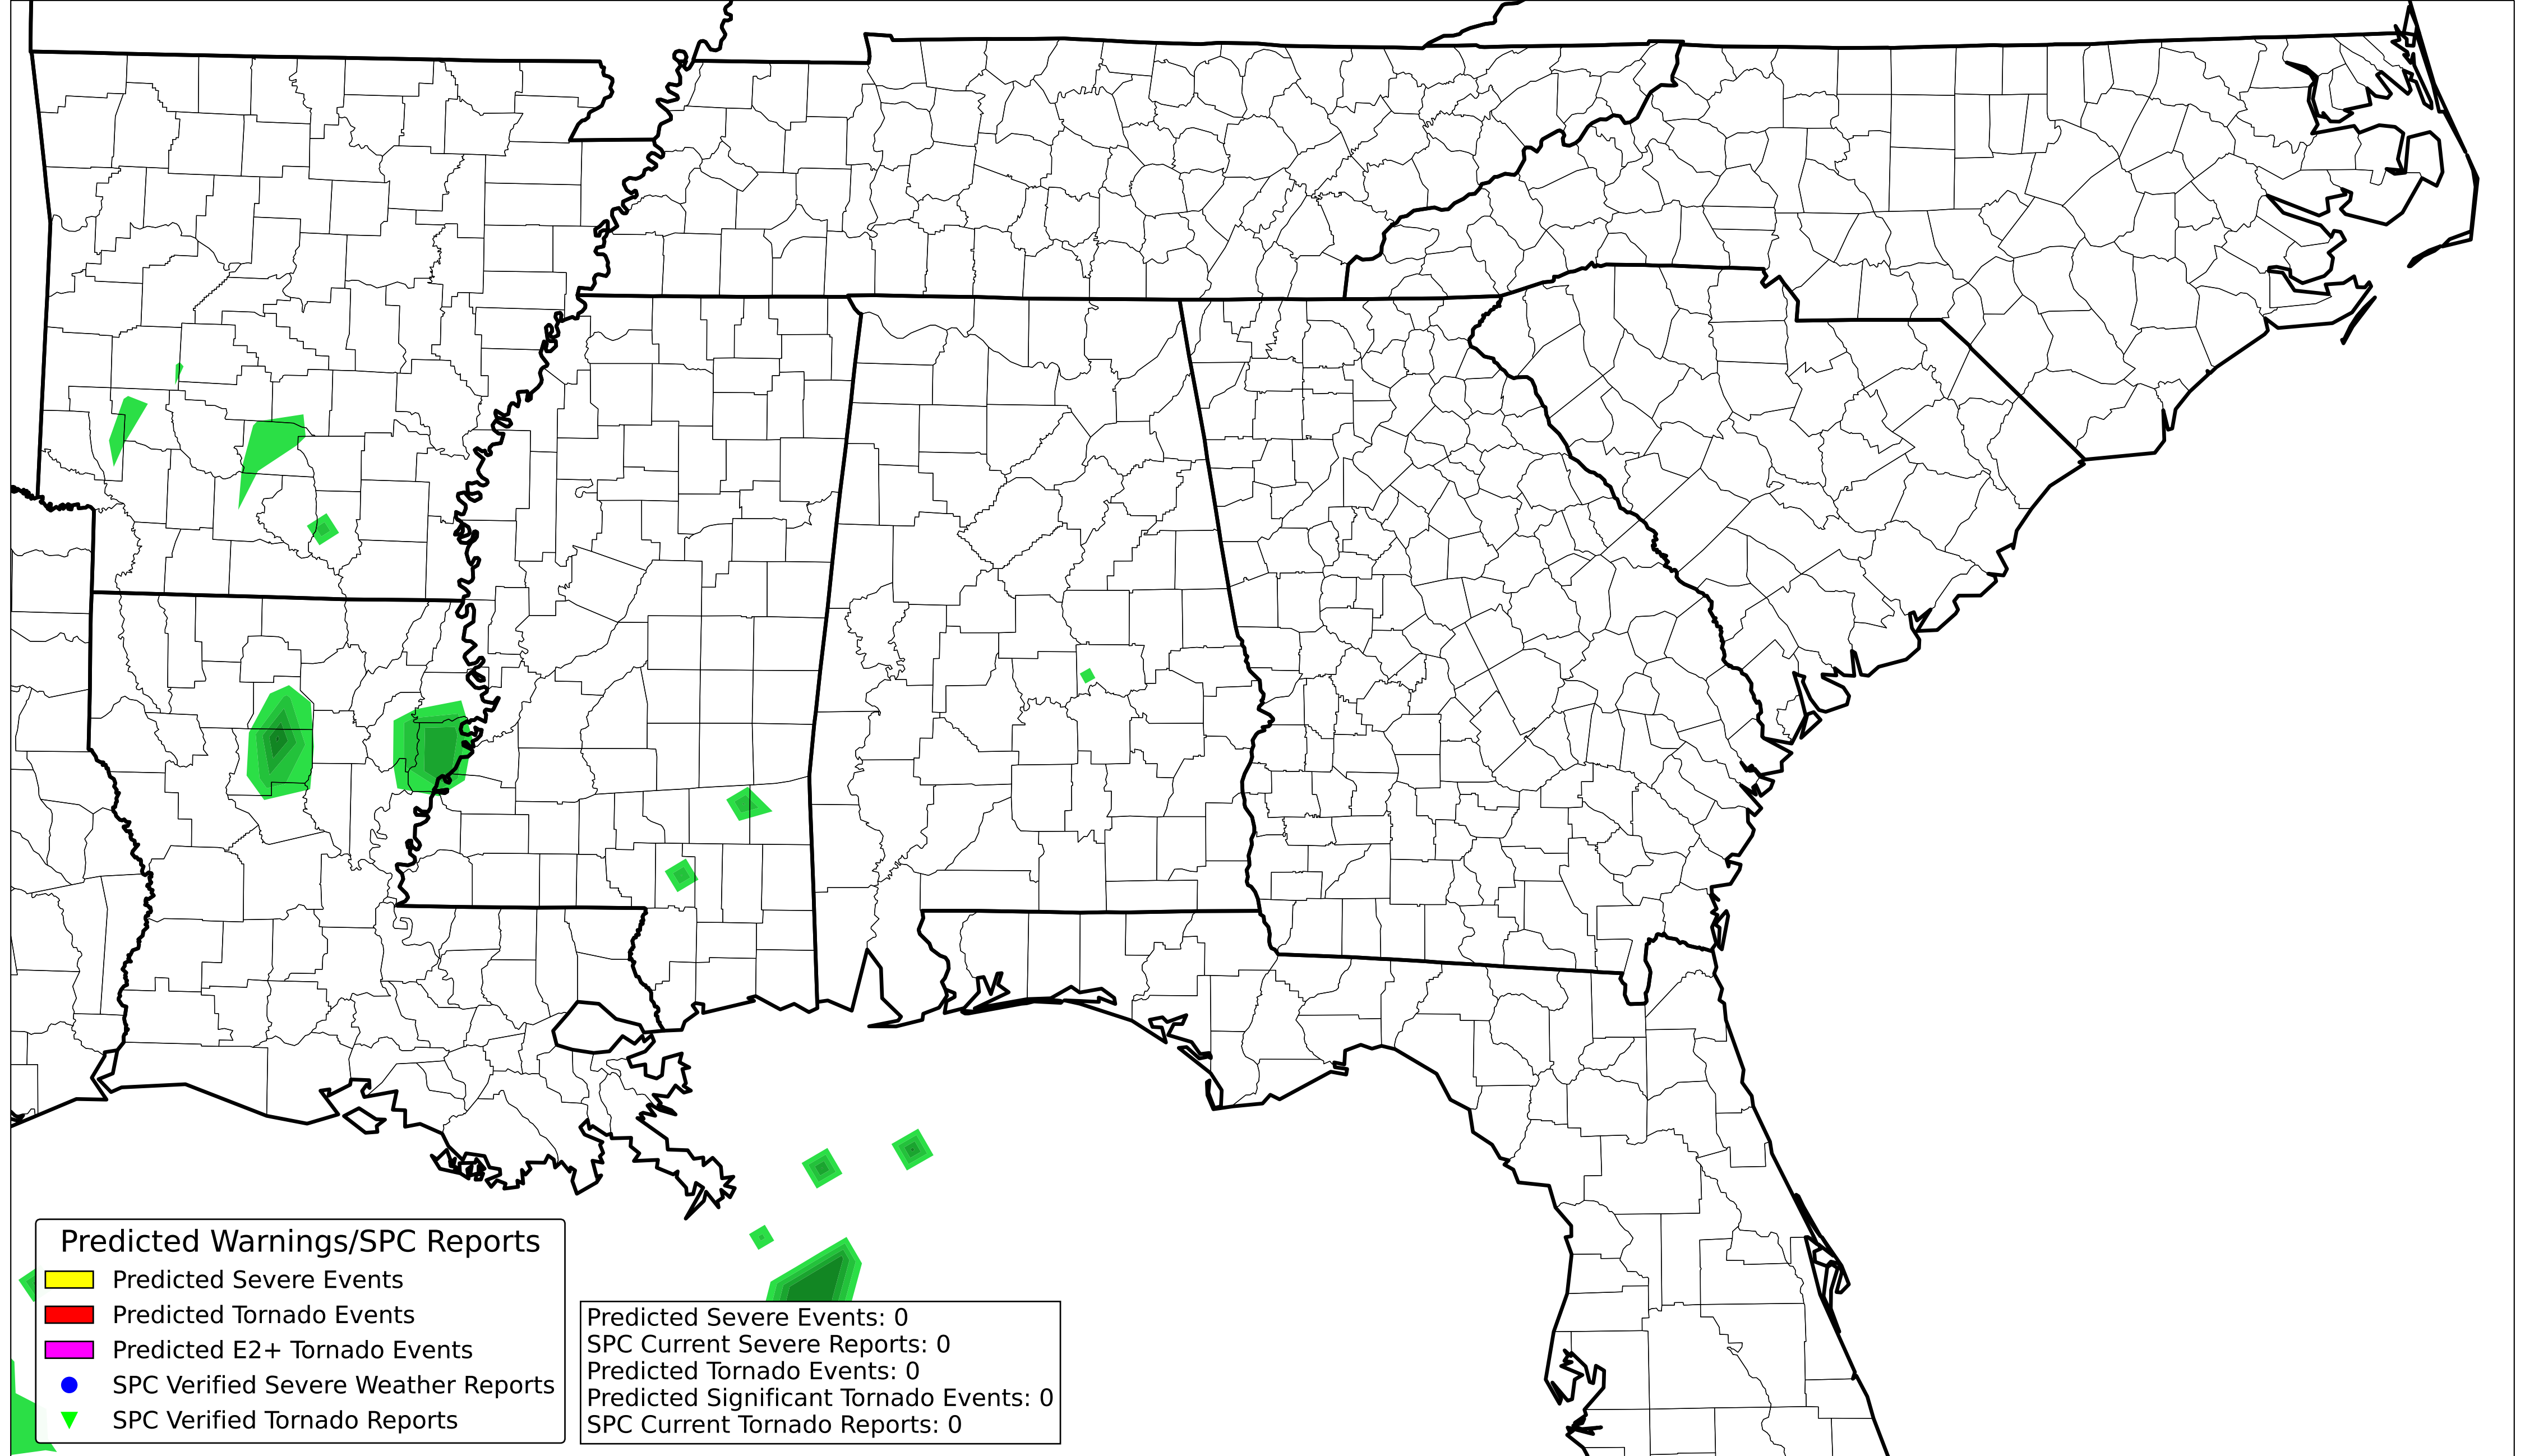 Predicted Warnings/SPC Reports
Predicted Severe Events
Predicted Tornado Events
Predicted E2+ Tornado Events
SPC Verified Severe Weather Reports
SPC Verified Tornado Reports
Predicted Severe Events: 0
SPC Current Severe Reports: 0
Predicted Tornado Events: 0
Predicted Significant Tornado Events: 0
SPC Current Tornado Reports: 0